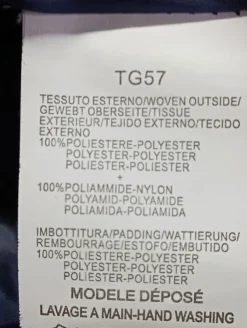 TG57
TESSUTO ESTERNO/WOVEN OUTSIDE/
GEWEBT OBERSEITE/TISSUE
EXTERIEUR/TEJIDO EXTERNO/TECIDO
EXTERNO
100%POLIESTERE-POLYESTER
POLYESTER-POLYESTER
POLIESTER-POLIESTER
+
100%POLIAMMIDE-NYLON
POLYAMID-POLYAMIDE
POLIAMIDA-POLIAMIDA
IMBOTTITURA/PADDING/WATTIERUNG/
REMBOURRAGE/ESTOFO/EMBUTIDO
100%POLIESTERE-POLYESTER
POLYESTER-POLYESTER
POLIESTER-POLIESTER
MODELE DÉPOSÉ
LAVAGE A MAIN-HAND WASHING